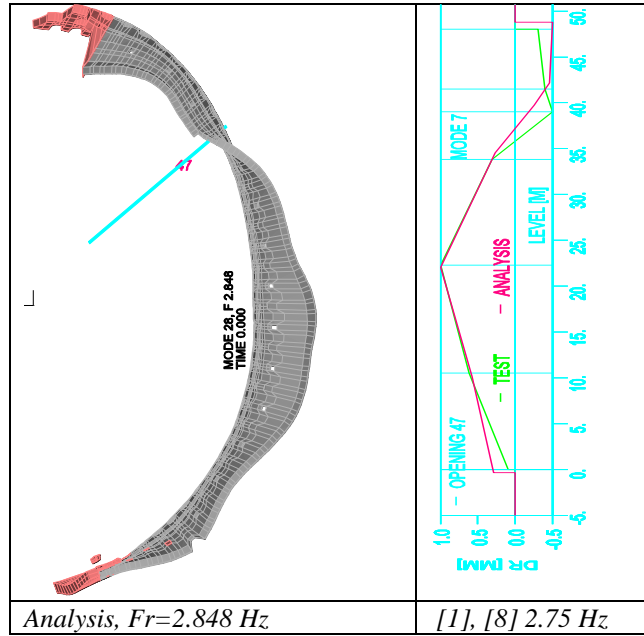 47
MODE 28, F 2.848
TIME 0.000
MODE 7
– OPENING 47
– TEST
– ANALYSIS
LEVEL [M]
50.
45.
40.
35.
30.
25.
20.
15.
10.
5.
0.
-5.
1.0
0.5
0.0
-0.5
DR [MM]
Analysis, Fr=2.848 Hz
[1], [8] 2.75 Hz